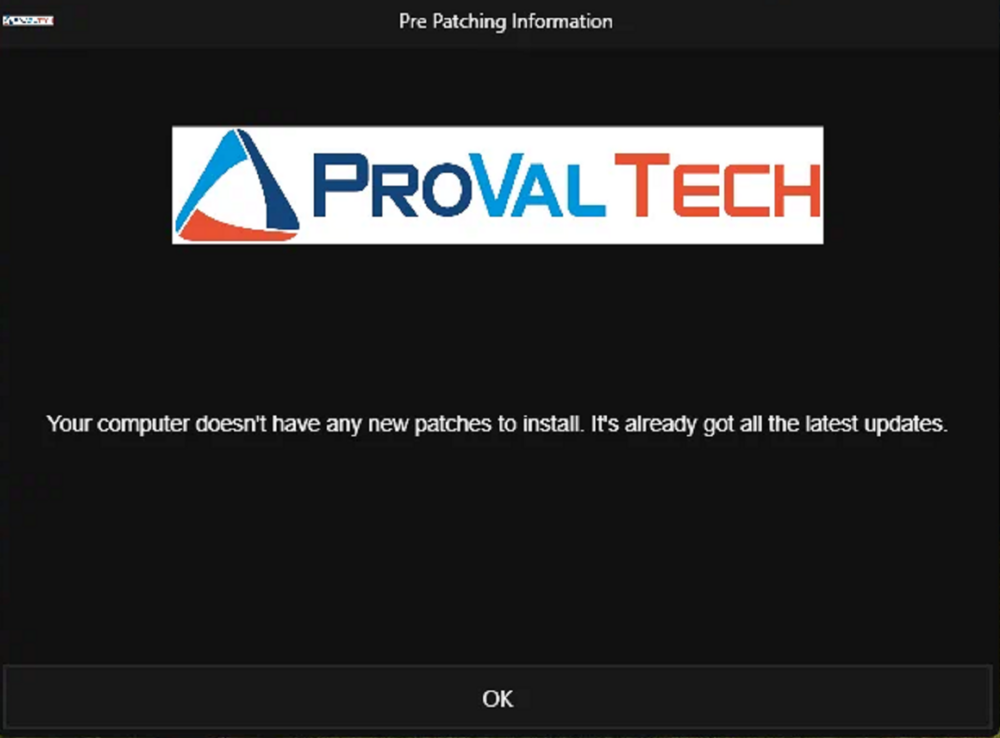 Pre Patching Information
PROVAL TECH
Your computer doesn't have any new patches to install. It's already got all the latest updates.
OK